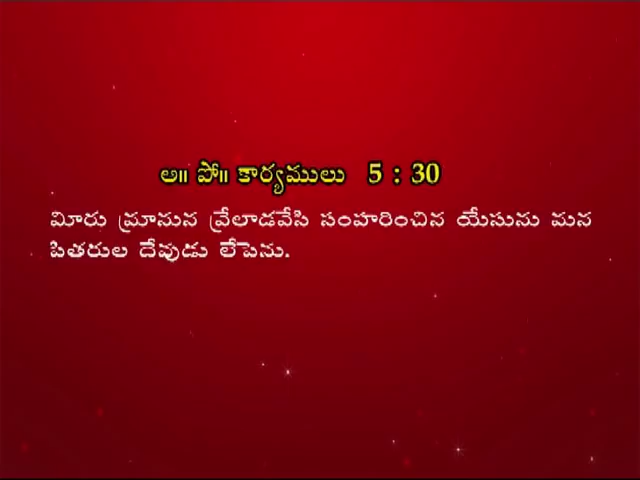 అ॥ పో॥ కార్యములు 5 : 30
మీరు మ్రానున వ్రేలాడవేసి సంహరించిన యేసును మన
పితరుల దేవుడు లేపెను.